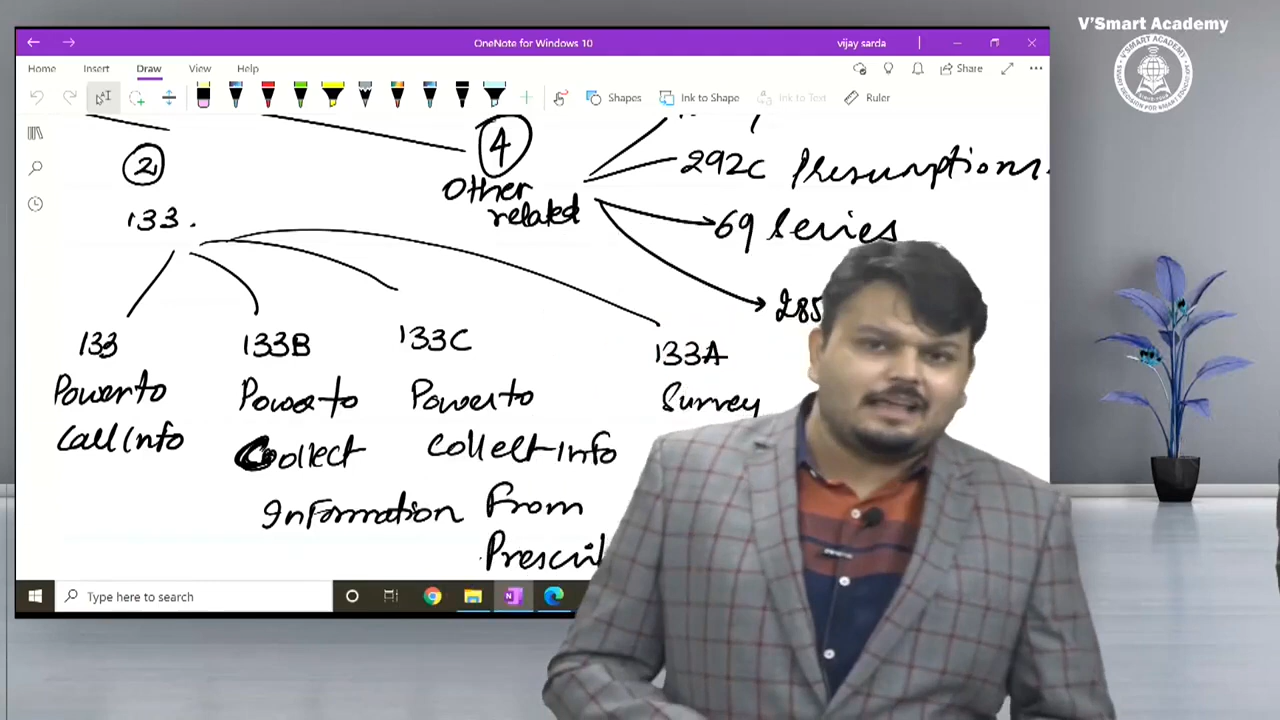 V'Smart Academy
OneNote for Windows 10
vijay sarda
Home Insert Draw View Help
Share
Shapes Ink to Shape Ink to Text Ruler
2
133.
4
Other
related
292C Presumptions.
69 Series
285
133
Power to
Call Info
133B
Power to
Collect
Information
133C
Power to
Collect Info
From
133A
Survey
Type here to search